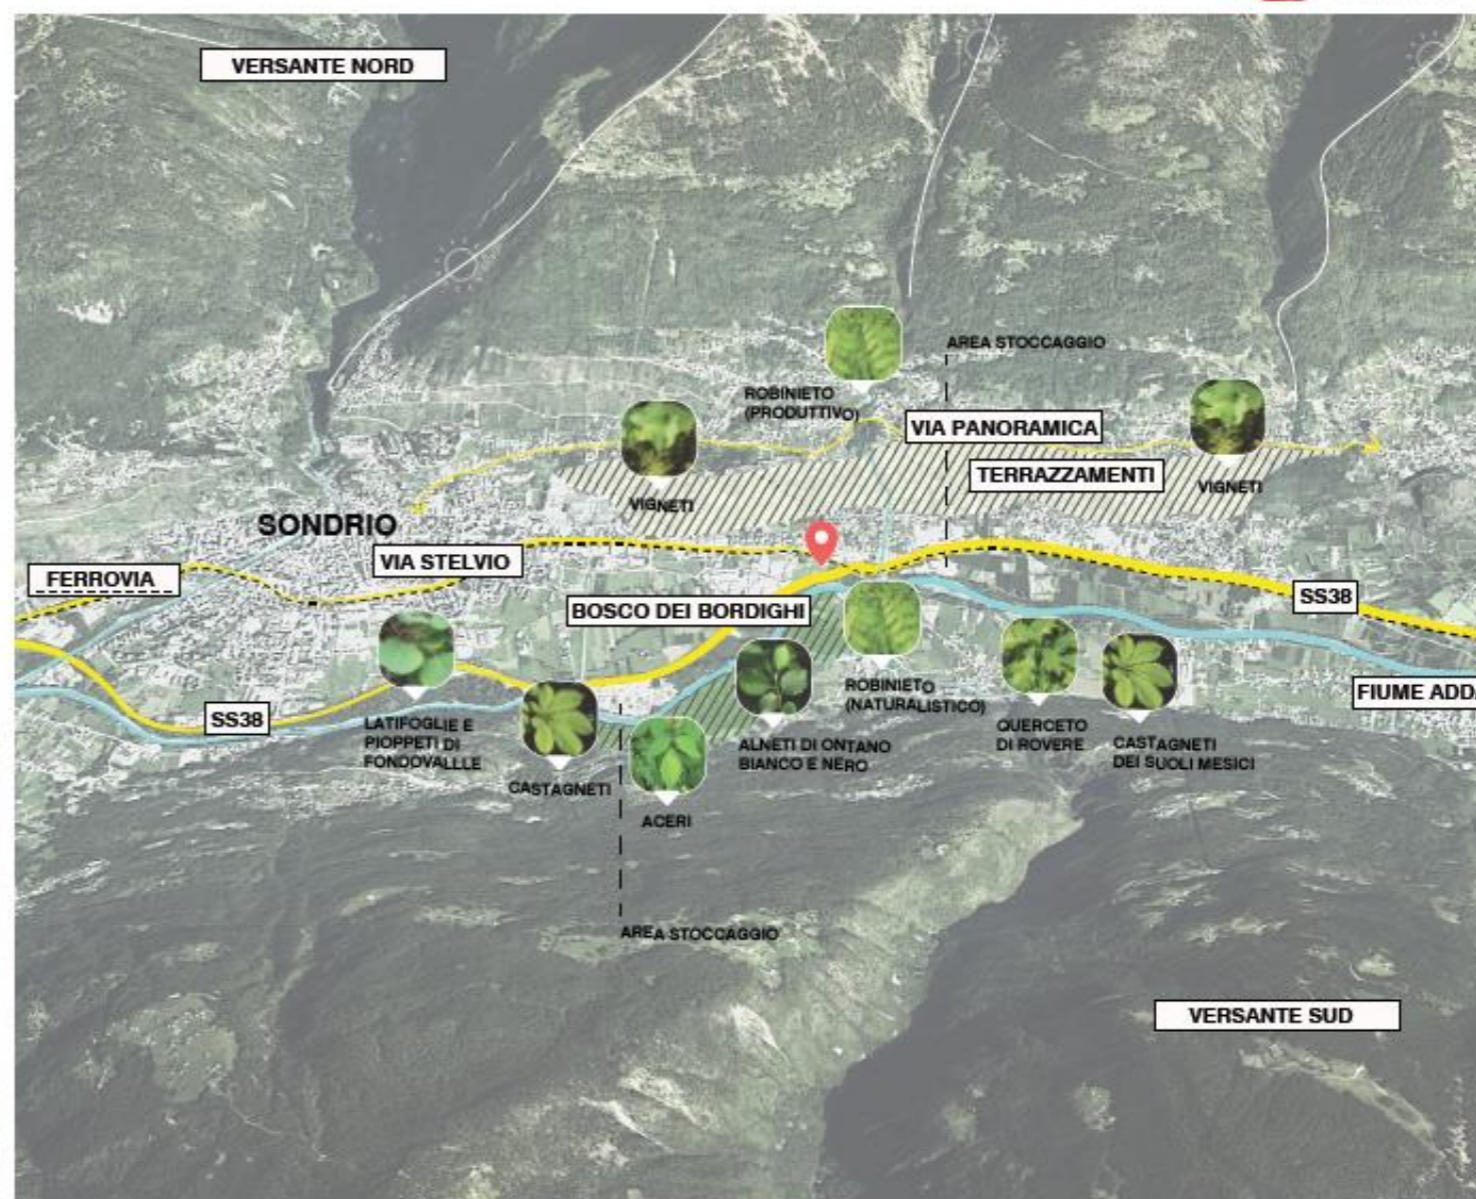 VERSANTE NORD
AREA STOCCAGGIO
ROBINIETO
(PRODUTTIVO)
VIA PANORAMICA
TERRAZZAMENTI
VIGNETI
VIGNETI
SONDRIO
VIA STELVIO
FERROVIA
SS38
BOSCO DEI BORDIGHI
ROBINIETO
(NATURALISTICO)
FIUME ADD
SS38
LATIFOGLIE E
PIOPPETI DI
FONDOVALLLE
QUERCETO
DI ROVERE
CASTAGNETI
DEI SUOLI MESICI
ALNETI DI ONTANO
BIANCO E NERO
CASTAGNETI
ACERI
AREA STOCCAGGIO
VERSANTE SUD